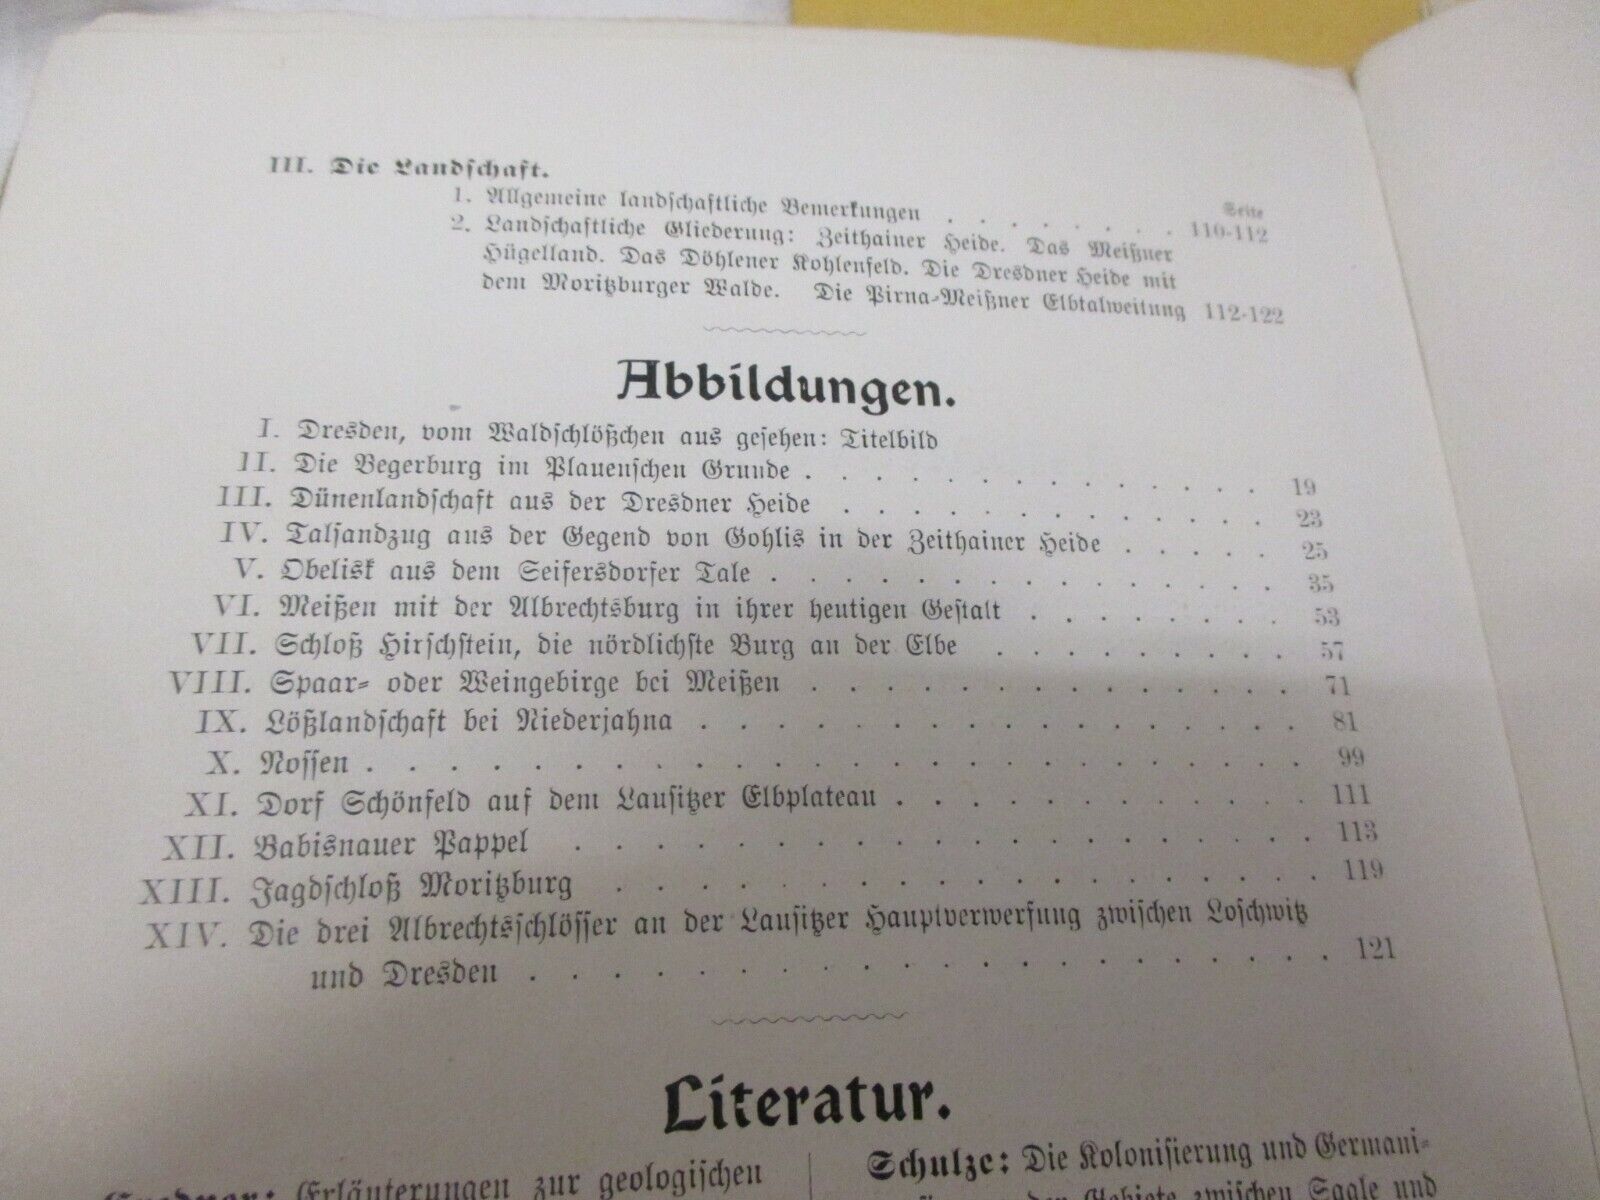 III. Die Landſchaft.
Seite
1. Allgemeine landſchaftliche Bemerkungen . . . . . . . 110-112
2. Landſchaftliche Gliederung: Zeithainer Heide. Das Meißner
Hügelland. Das Döhlener Kohlenfeld. Die Dresdner Heide mit
dem Moritzburger Walde. Die Pirna-Meißner Elbtalweitung 112-122
Abbildungen.
I. Dresden, vom Waldſchlößchen aus geſehen: Titelbild
II. Die Begerburg im Plauenſchen Grunde . . . . . . . . . . . . . 19
III. Dünenlandſchaft aus der Dresdner Heide . . . . . . . . . . . . 23
IV. Talſandzug aus der Gegend von Gohlis in der Zeithainer Heide . . . . . 25
V. Obelisk aus dem Seifersdorfer Tale . . . . . . . . . . . . . . 35
VI. Meißen mit der Albrechtsburg in ihrer heutigen Geſtalt . . . . . . . 53
VII. Schloß Hirſchſtein, die nördlichſte Burg an der Elbe . . . . . . . . 57
VIII. Spaar- oder Weingebirge bei Meißen . . . . . . . . . . . . . . 71
IX. Lößlandſchaft bei Niederjahna . . . . . . . . . . . . . . . . 81
X. Noſſen . . . . . . . . . . . . . . . . . . . . . . . . 99
XI. Dorf Schönfeld auf dem Lauſitzer Elbplateau . . . . . . . . . . . 111
XII. Babisnauer Pappel . . . . . . . . . . . . . . . . . . . 113
XIII. Jagdſchloß Moritzburg . . . . . . . . . . . . . . . . . . 119
XIV. Die drei Albrechtsſchlöſſer an der Lauſitzer Hauptverwerfung zwiſchen Loſchwitz
und Dresden . . . . . . . . . . . . . . . . . . . . 121
Literatur.
Erläuterungen zur geologiſchen
Schulze: Die Koloniſierung und Germani-
Gebiete zwiſchen Saale und